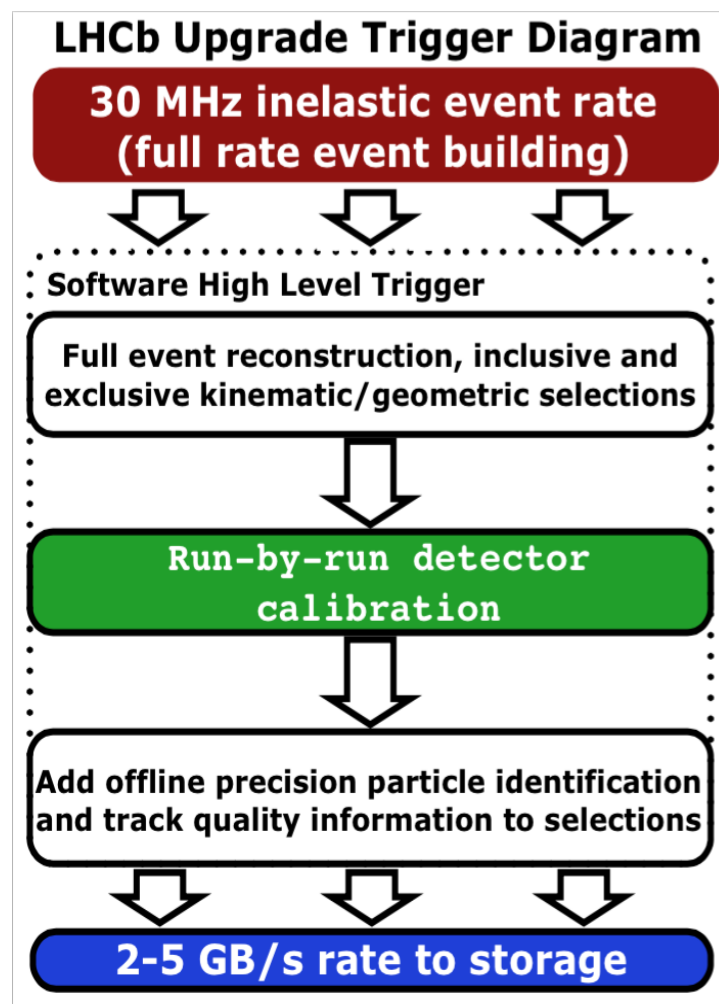 LHCb Upgrade Trigger Diagram
30 MHz inelastic event rate
(full rate event building)
Software High Level Trigger
Full event reconstruction, inclusive and
exclusive kinematic/geometric selections
Run-by-run detector
calibration
Add offline precision particle identification
and track quality information to selections
2-5 GB/s rate to storage